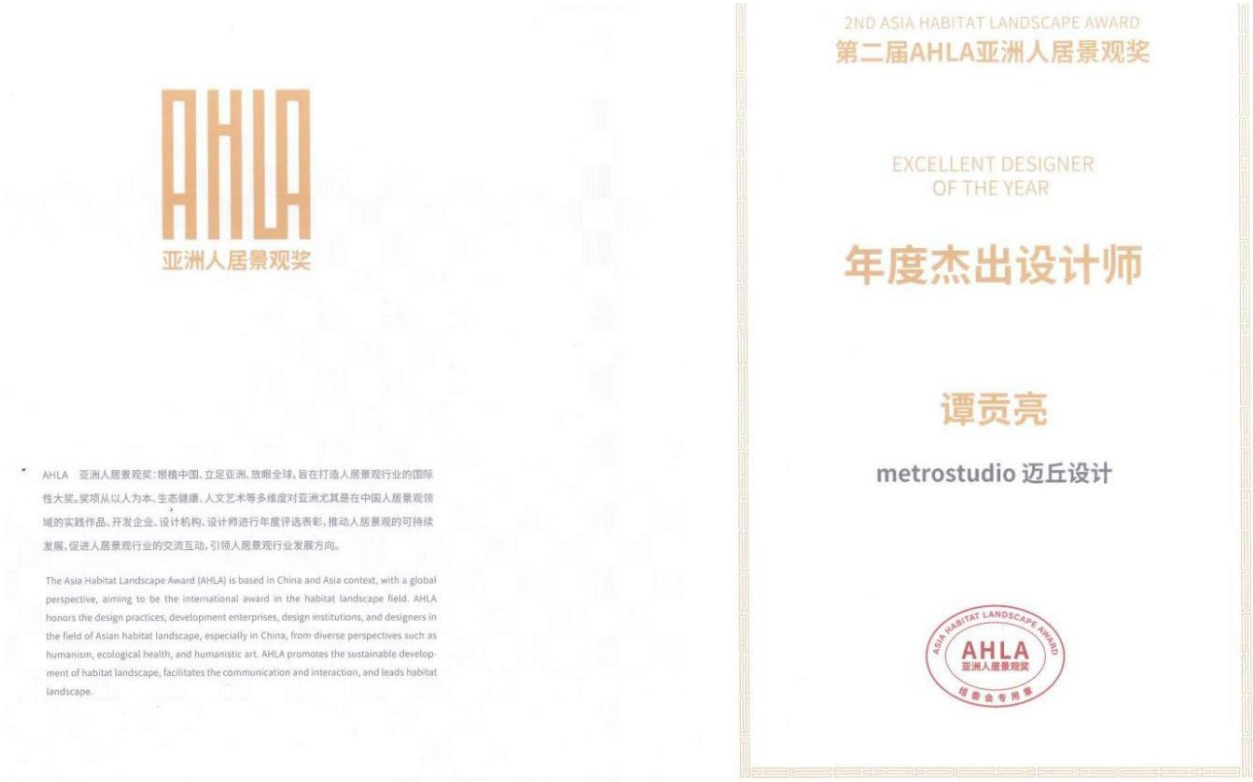 AHLA
亚洲人居景观奖
AHLA 亚洲人居景观奖:根植中国、立足亚洲、放眼全球,旨在打造人居景观行业的国际
性大奖。奖项从以人为本、生态健康、人文艺术等多维度对亚洲尤其是在中国人居景观领
域的实践作品、开发企业、设计机构、设计师进行年度评选表彰,推动人居景观的可持续
发展,促进人居景观行业的交流互动,引领人居景观行业发展方向。
The Asia Habitat Landscape Award (AHLA) is based in China and Asia context, with a global
perspective, aiming to be the international award in the habitat landscape field. AHLA
honors the design practices, development enterprises, design institutions, and designers in
the field of Asian habitat landscape, especially in China, from diverse perspectives such as
humanism, ecological health, and humanistic art. AHLA promotes the sustainable develop-
ment of habitat landscape, facilitates the communication and interaction, and leads habitat
landscape.
2ND ASIA HABITAT LANDSCAPE AWARD
第二届AHLA亚洲人居景观奖
EXCELLENT DESIGNER
OF THE YEAR
年度杰出设计师
谭贡亮
metrostudio 迈丘设计
ASIA HABITAT LANDSCAPE AWARD
AHLA
亚洲人居景观奖
组委会专用章